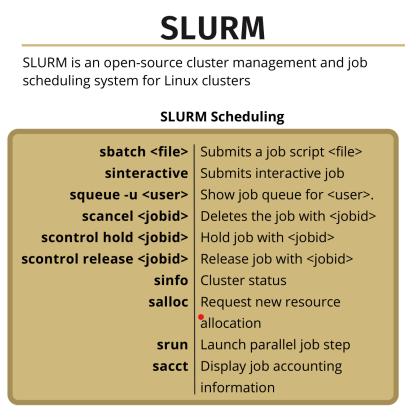 SLURM
SLURM is an open-source cluster management and job
scheduling system for Linux clusters
SLURM Scheduling
sbatch <file> Submits a job script <file>
sinteractive Submits interactive job
squeue -u <user> Show job queue for <user>.
scancel <jobid> Deletes the job with <jobid>
scontrol hold <jobid> Hold job with <jobid>
scontrol release <jobid> Release job with <jobid>
sinfo Cluster status
salloc Request new resource
allocation
srun Launch parallel job step
sacct Display job accounting
information